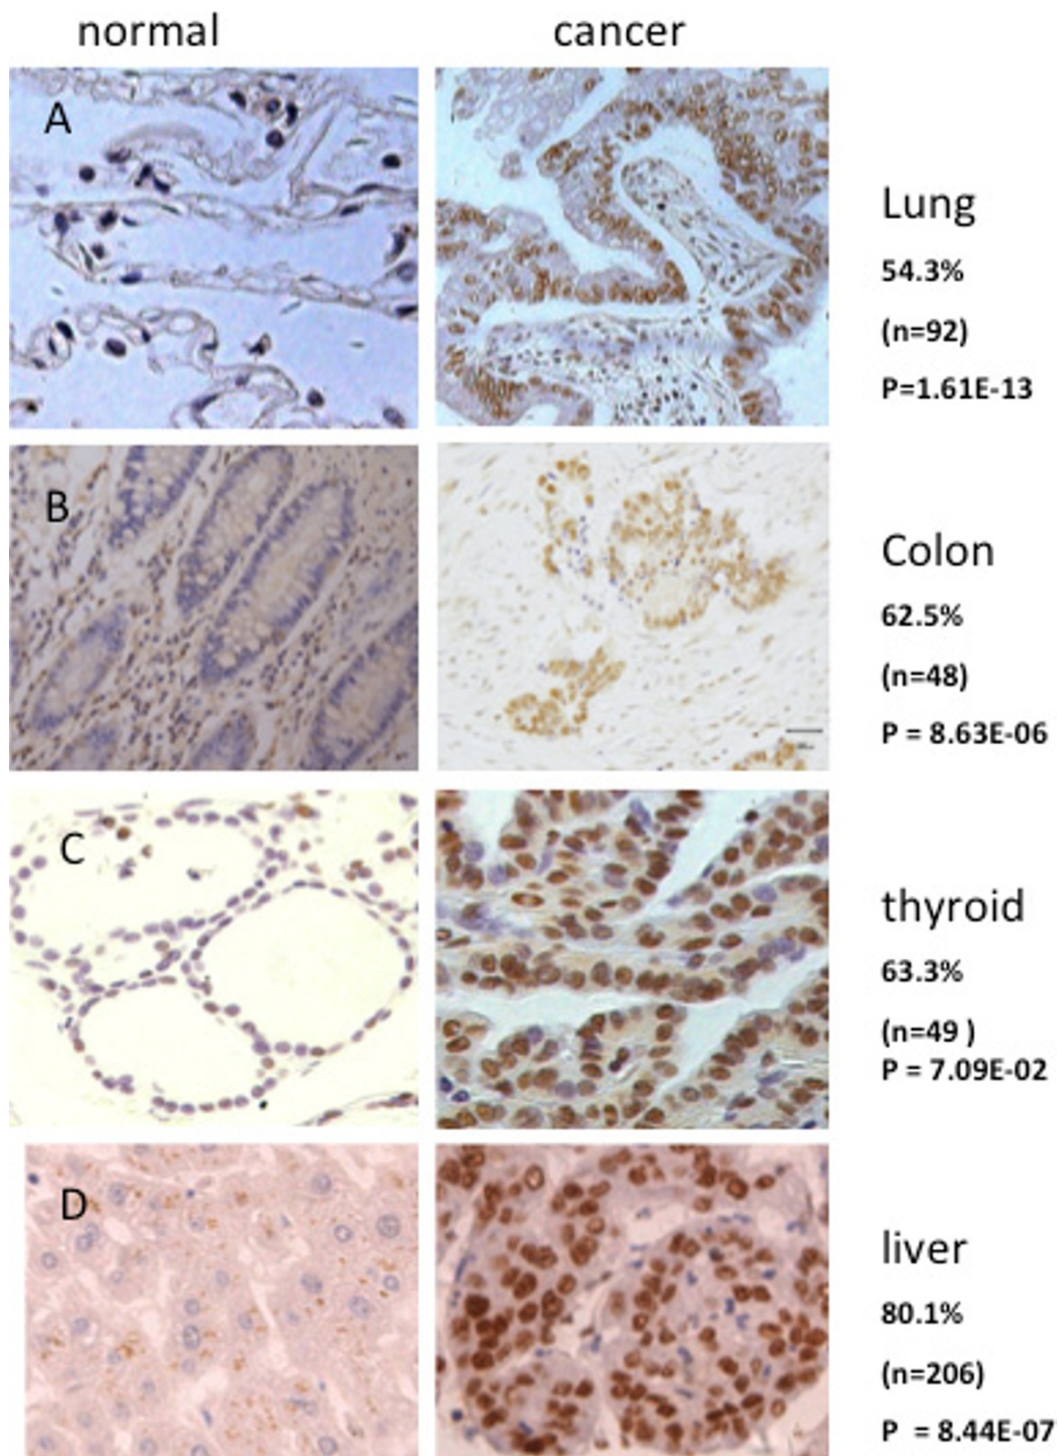 normal cancer
A
Lung
54.3%
(n=92)
P=1.61E-13
B
Colon
62.5%
(n=48)
P = 8.63E-06
C
thyroid
63.3%
(n=49 )
P = 7.09E-02
D
liver
80.1%
(n=206)
P = 8.44E-07